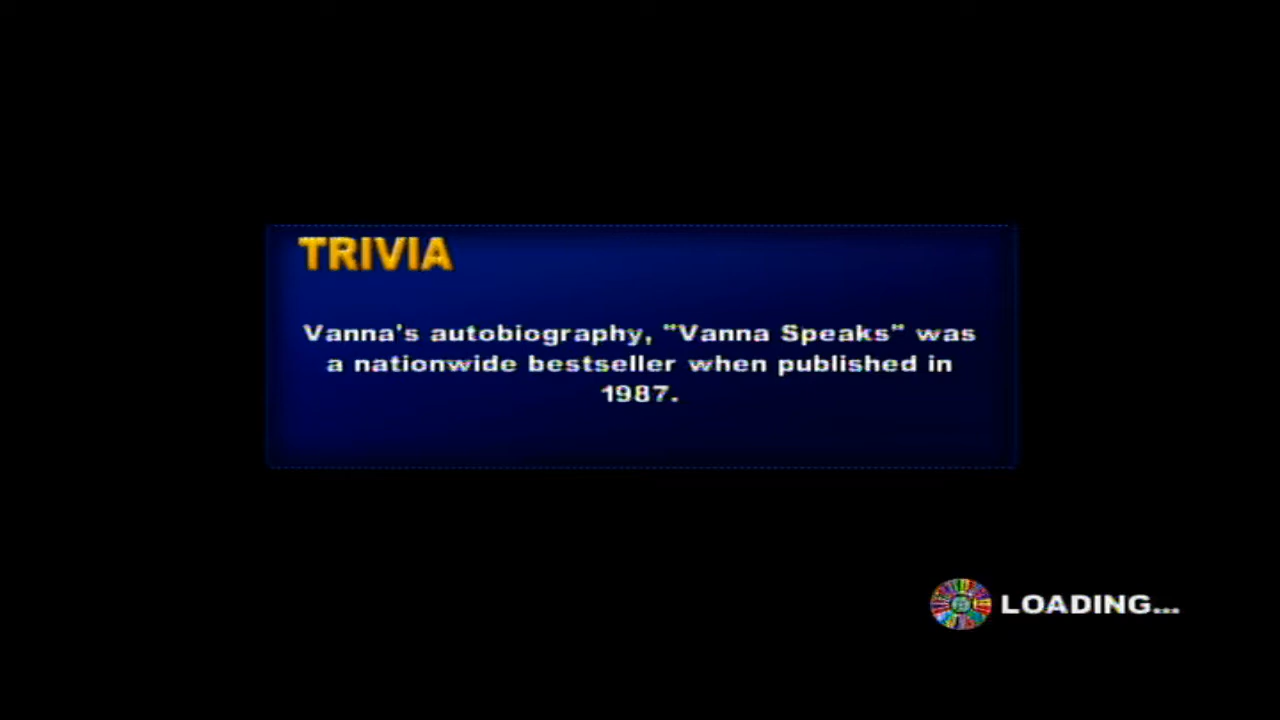 TRIVIA
Vanna's autobiography, "Vanna Speaks" was
a nationwide bestseller when published in
1987.
LOADING...